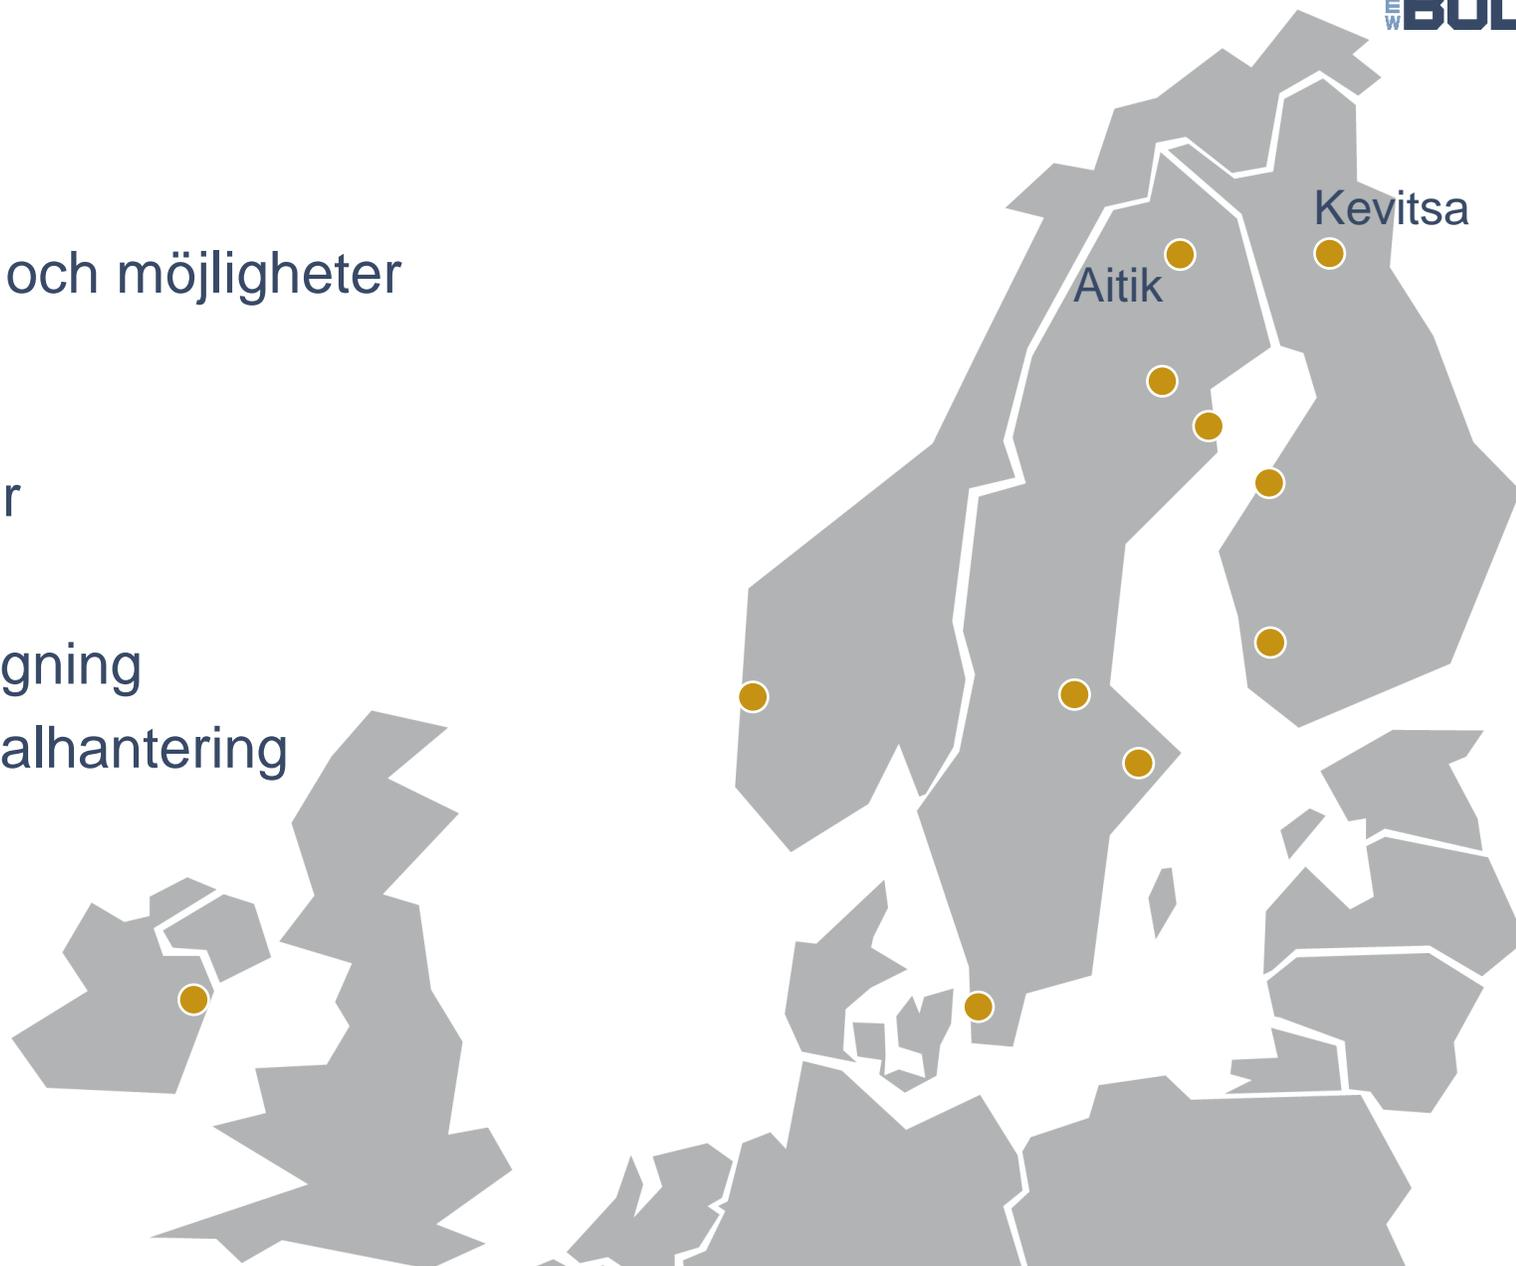 och möjligheter
r
gning
alhantering
Kevitsa
Aitik